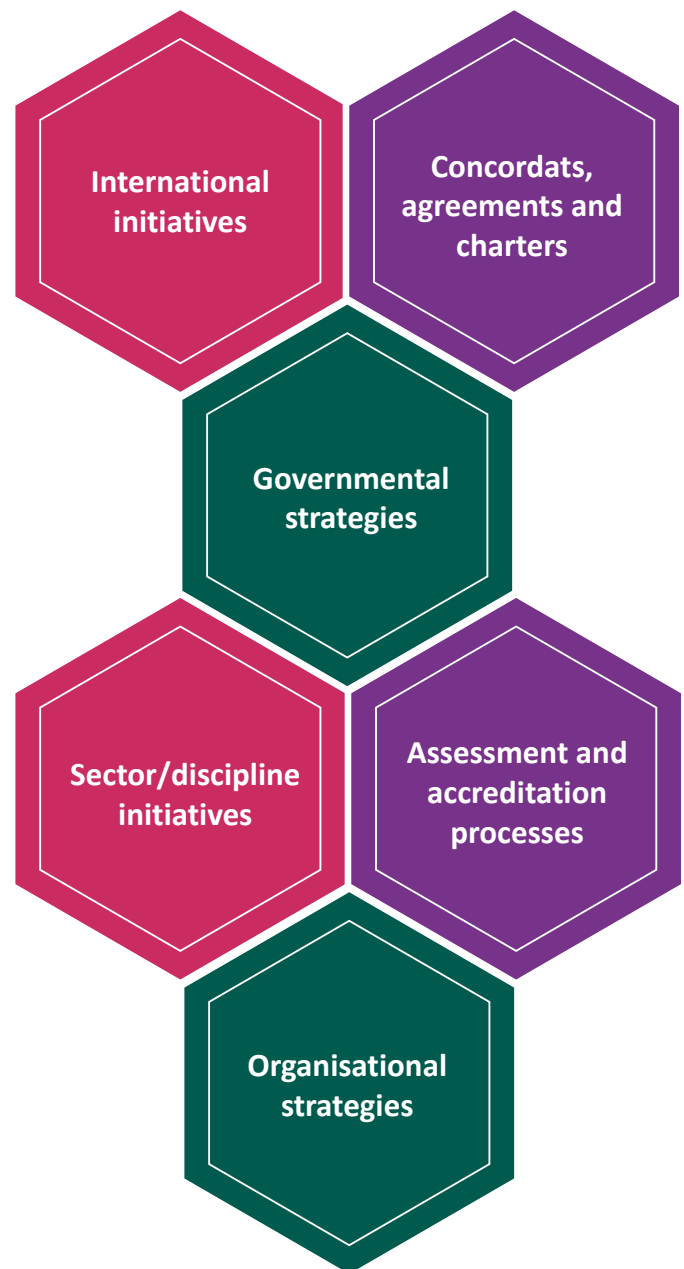 International
initiatives
Concordats,
agreements and
charters
Governmental
strategies
Sector/discipline
initiatives
Assessment and
accreditation
processes
Organisational
strategies